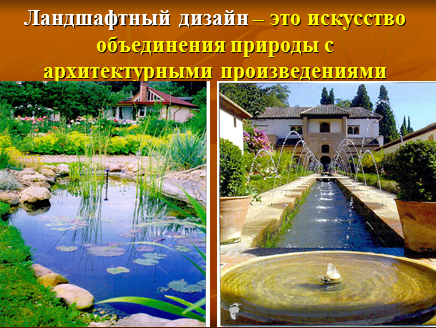 Ландшафтный дизайн – это искусство
объединения природы с
архитектурными произведениями